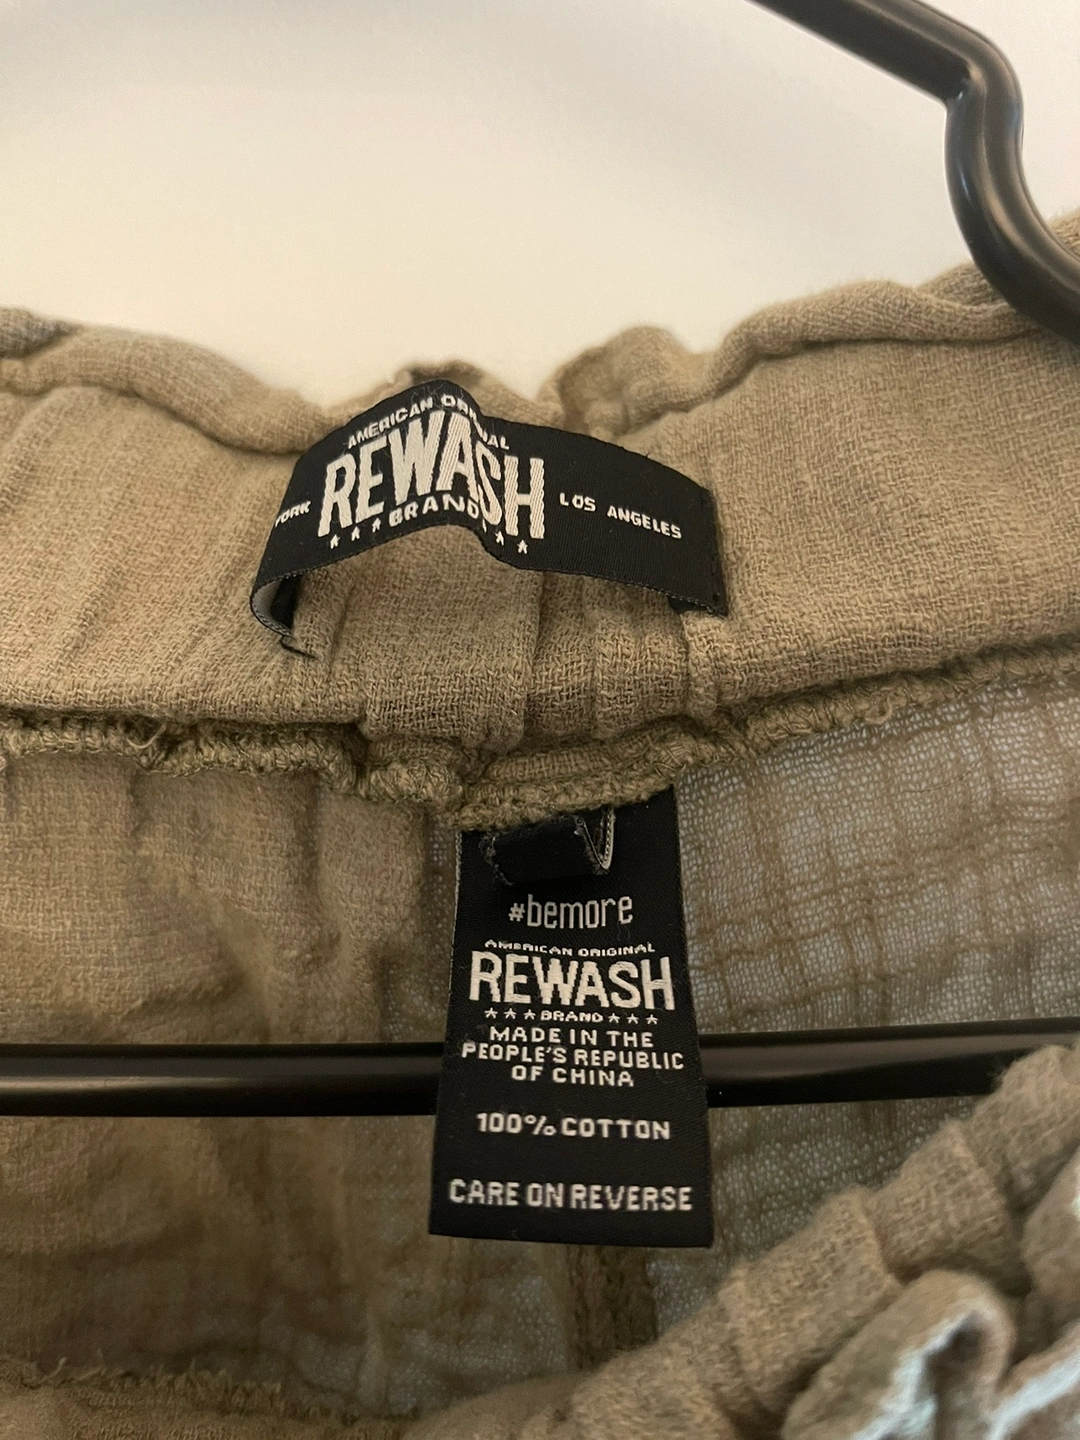 AMERICAN ORIGINAL
YORK REWASH LOS ANGELES
BRAND
#bemore
AMERICAN ORIGINAL
REWASH
BRAND
MADE IN THE
PEOPLE'S REPUBLIC
OF CHINA
100% COTTON
CARE ON REVERSE